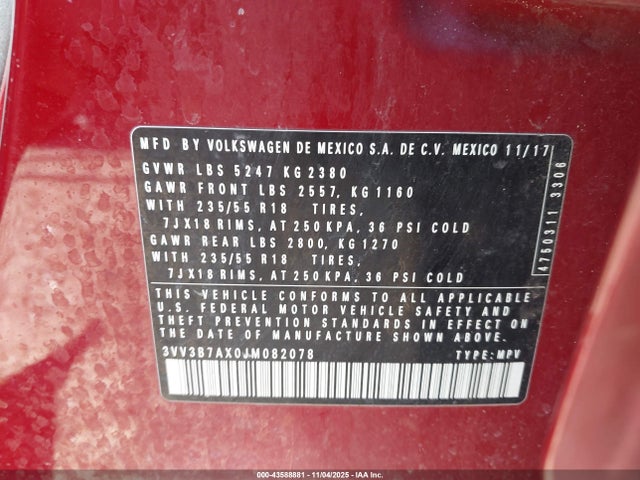 MFD BY VOLKSWAGEN DE MEXICO S.A. DE C.V. MEXICO 11/17
GVWR LBS 5247 KG 2380
GAWR FRONT LBS 2557, KG 1160
WITH 235/55 R18 TIRES,
7JX18 RIMS, AT 250 KPA, 36 PSI COLD
GAWR REAR LBS 2800, KG 1270
WITH 235/55 R18 TIRES,
7JX18 RIMS, AT 250 KPA, 36 PSI COLD
THIS VEHICLE CONFORMS TO ALL APPLICABLE
U.S. FEDERAL MOTOR VEHICLE SAFETY AND
THEFT PREVENTION STANDARDS IN EFFECT ON
THE DATE OF MANUFACTURE SHOWN ABOVE.
3VV3B7AX0JM082078 TYPE: MPV
4750311 3306
000-43588881 - 11/04/2025 - IAA, Inc.